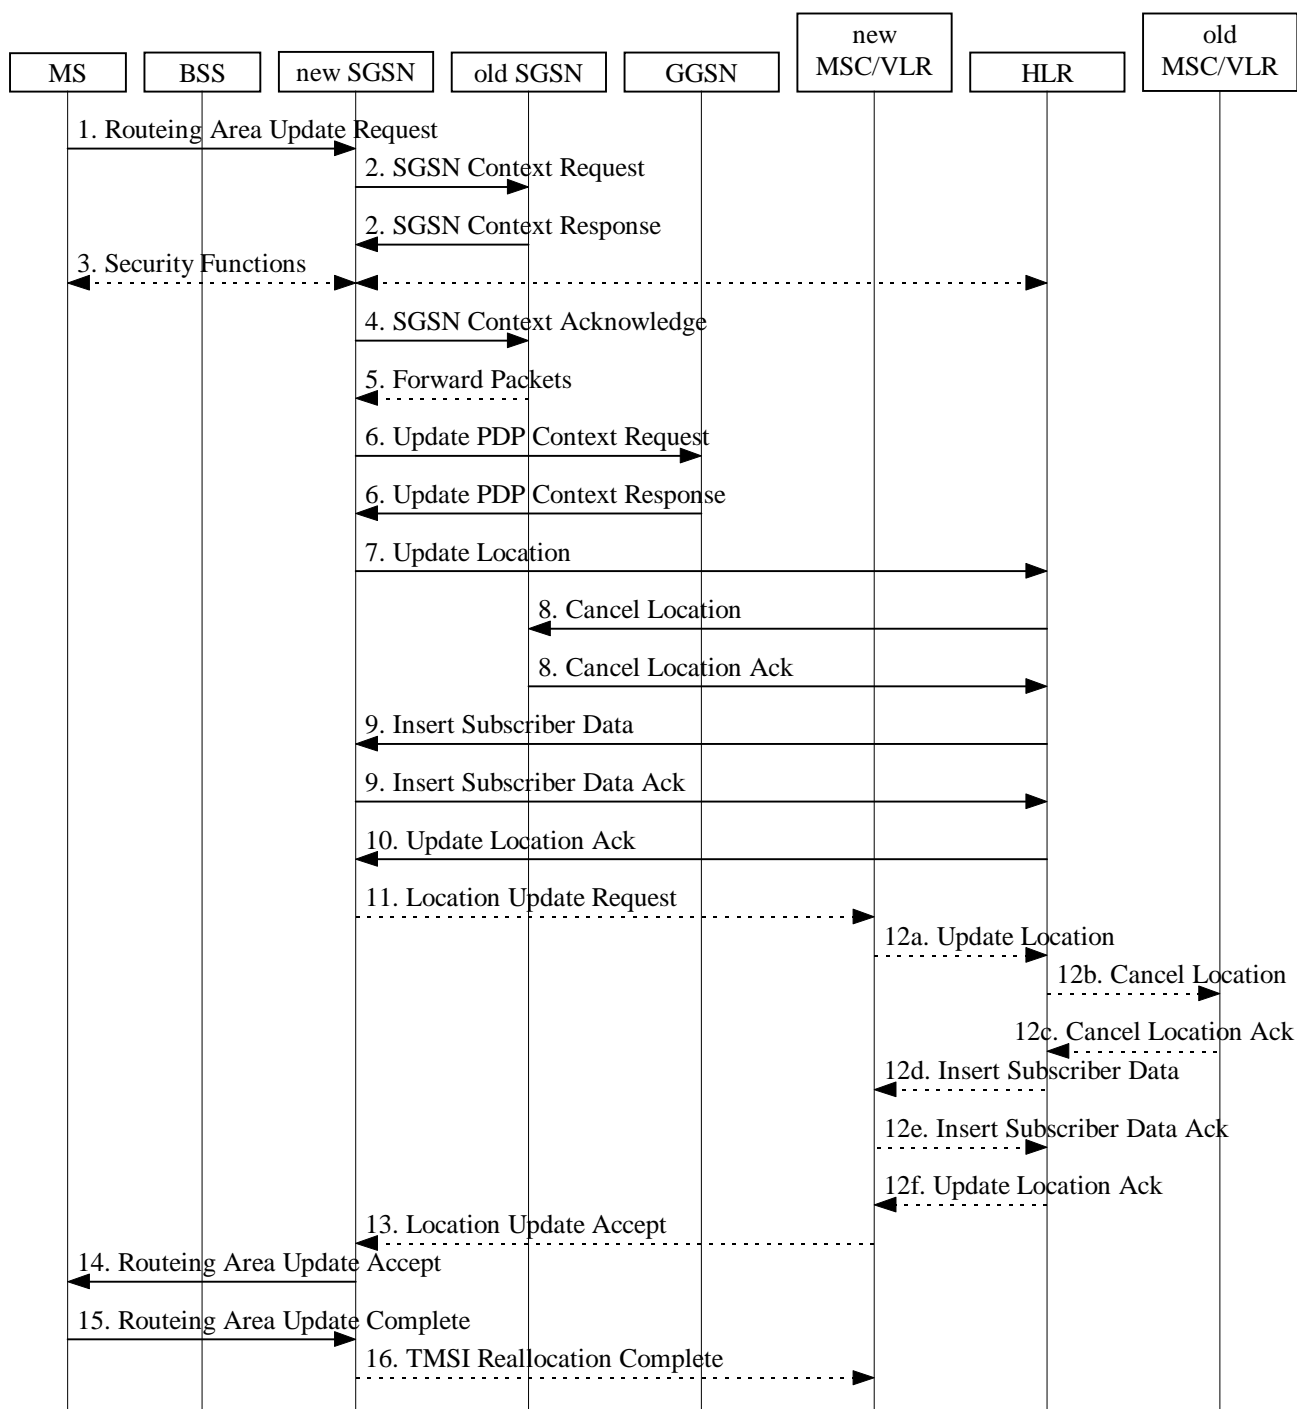 new
old
MS
BSS
new SGSN
old SGSN
GGSN
MSC/VLR
HLR
MSC/VLR
1. Routeing Area Update Request
2. SGSN Context Request
2. SGSN Context Response
3. Security Functions
4. SGSN Context Acknowledge
5. Forward Packets
6. Update PDP Context Request
6. Update PDP Context Response
7. Update Location
8. Cancel Location
8. Cancel Location Ack
9. Insert Subscriber Data
9. Insert Subscriber Data Ack
10. Update Location Ack
11. Location Update Request
12a. Update Location
12b. Cancel Location
12c. Cancel Location Ack
12d. Insert Subscriber Data
12e. Insert Subscriber Data Ack
12f. Update Location Ack
13. Location Update Accept
14. Routeing Area Update Accept
15. Routeing Area Update Complete
16. TMSI Reallocation Complete